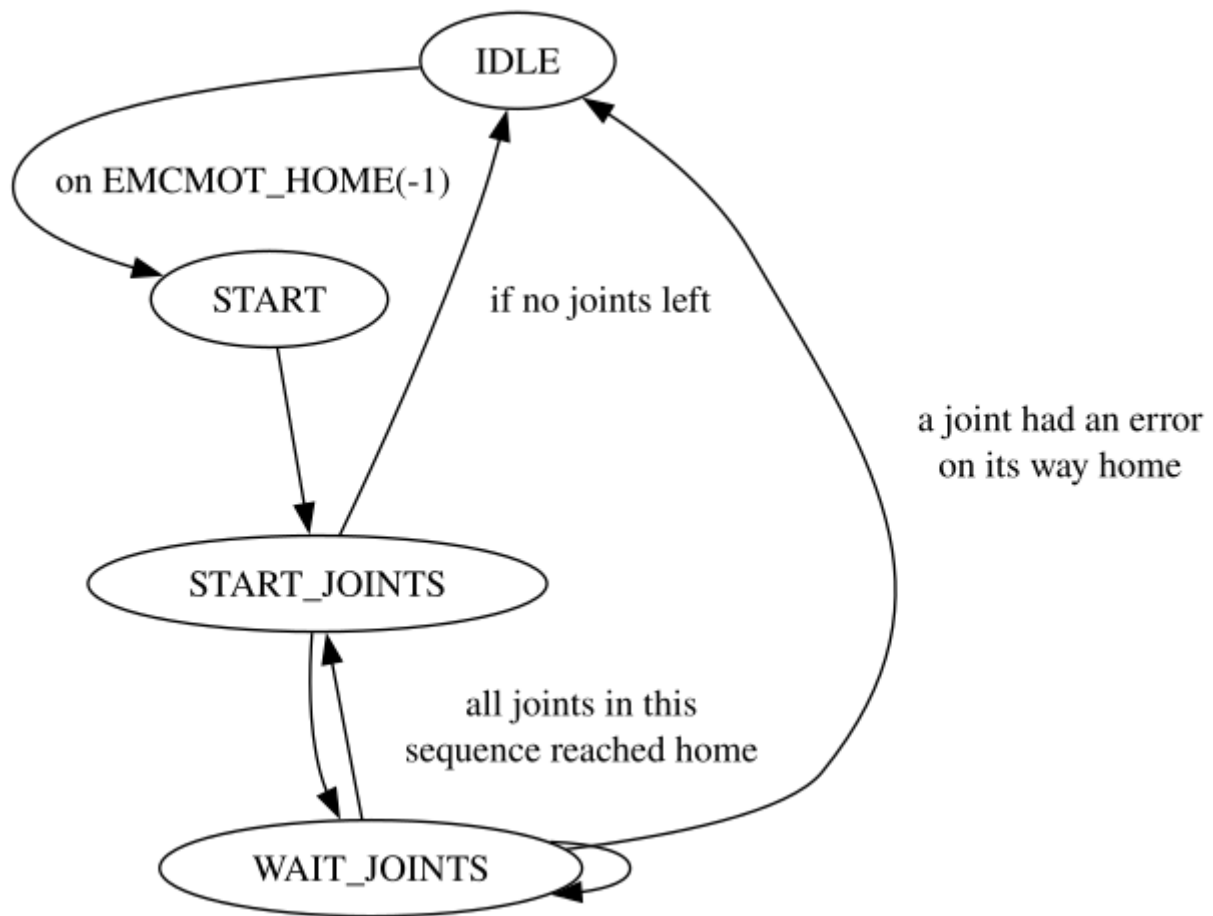 IDLE
on EMCMOT_HOME(-1)
START
if no joints left
a joint had an error
on its way home
START_JOINTS
all joints in this
sequence reached home
WAIT_JOINTS